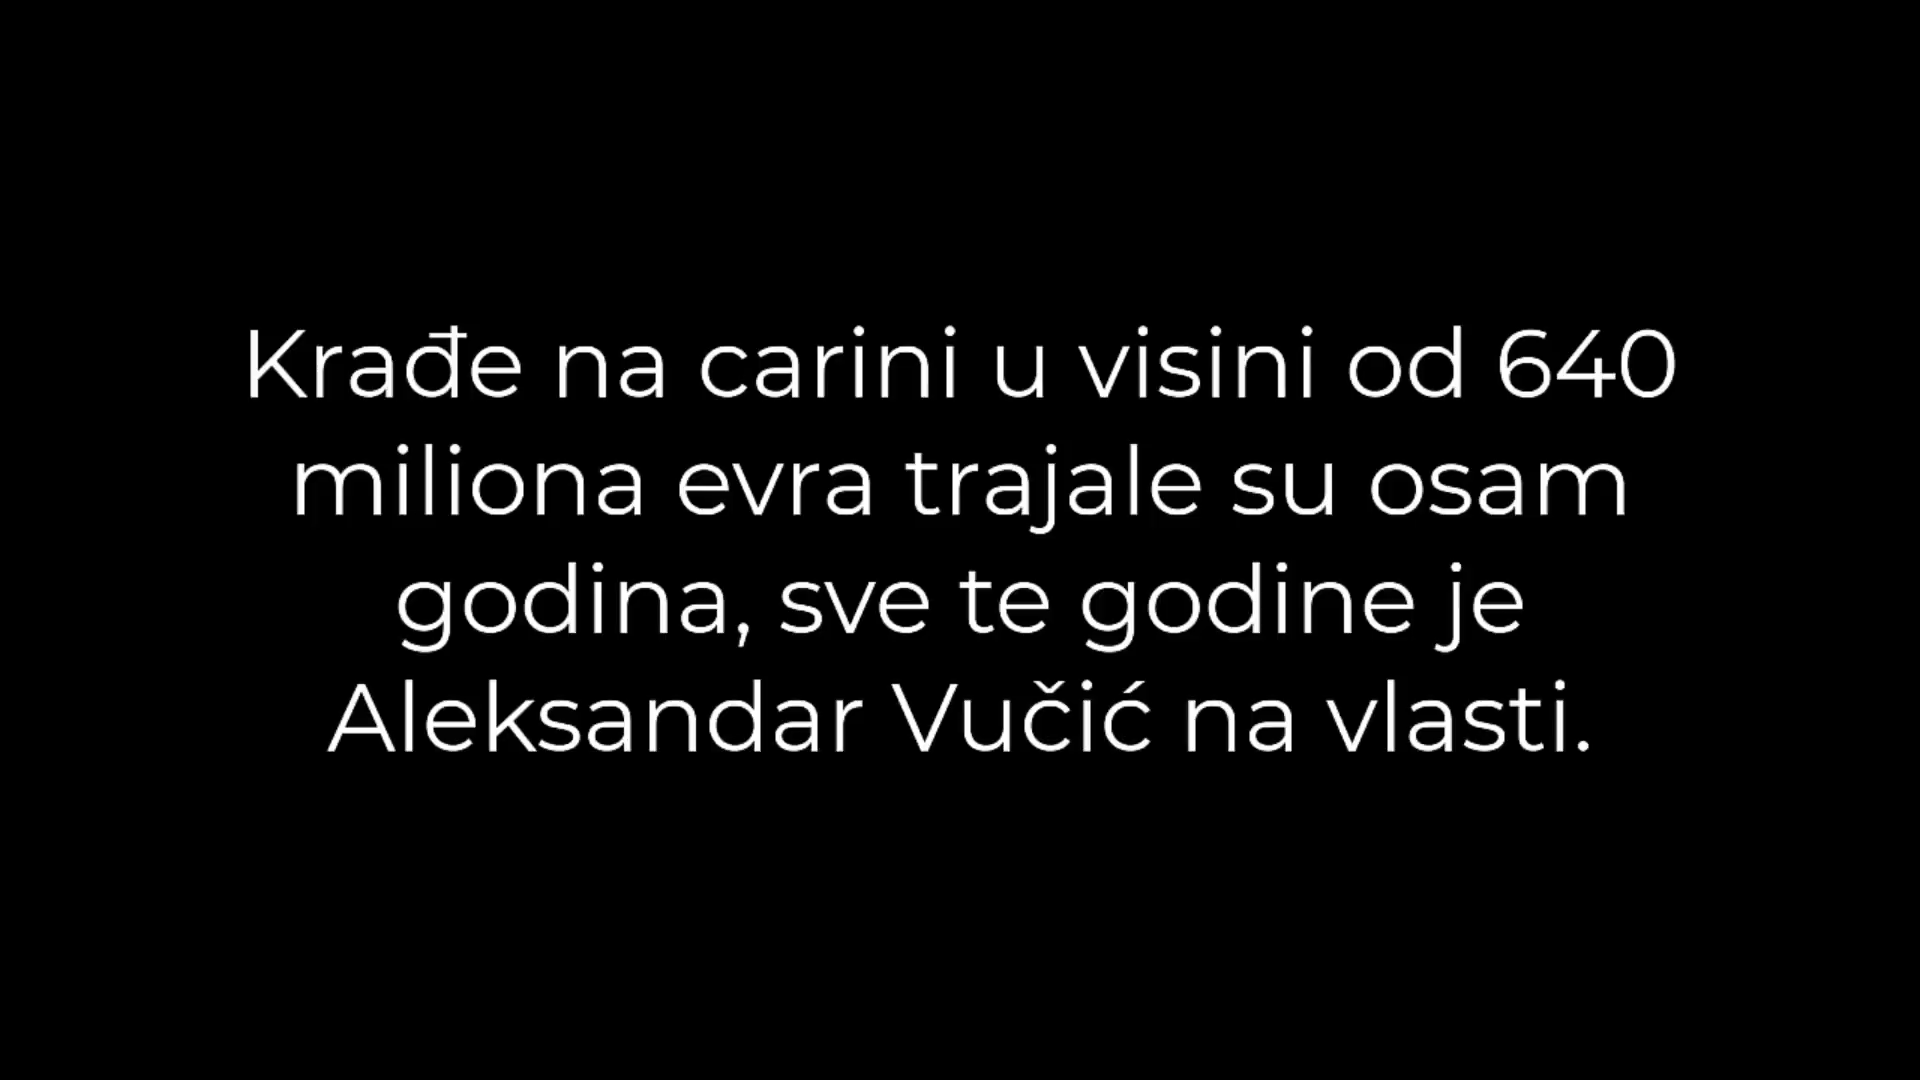 Krađe na carini u visini od 640
miliona evra trajale su osam
godina, sve te godine je
Aleksandar Vučić na vlasti.